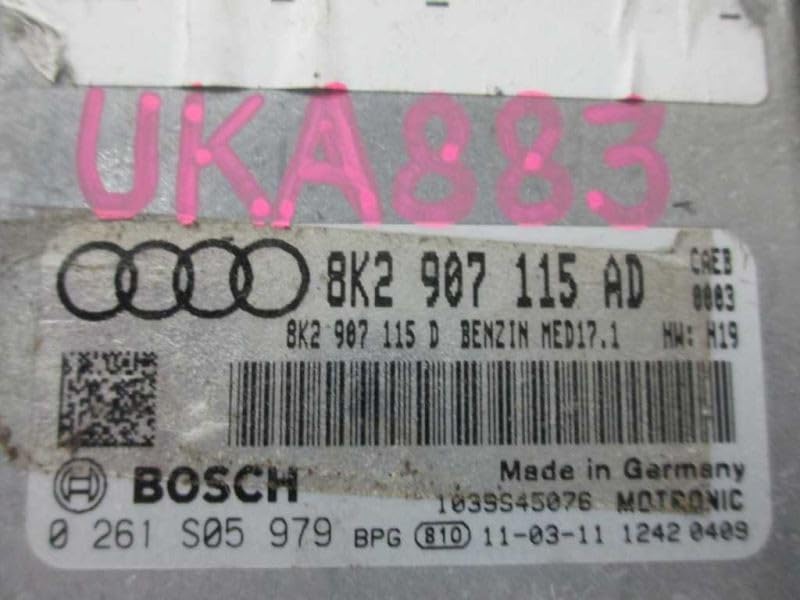 UKA883
8K2 907 115 AD CAEB
0003
8K2 907 115 D BENZIN MED17.1 HW: H19
BOSCH
Made in Germany
1039S45076 MOTRONIC
0 261 S05 979 BPG 810 11-03-11 1242 0409